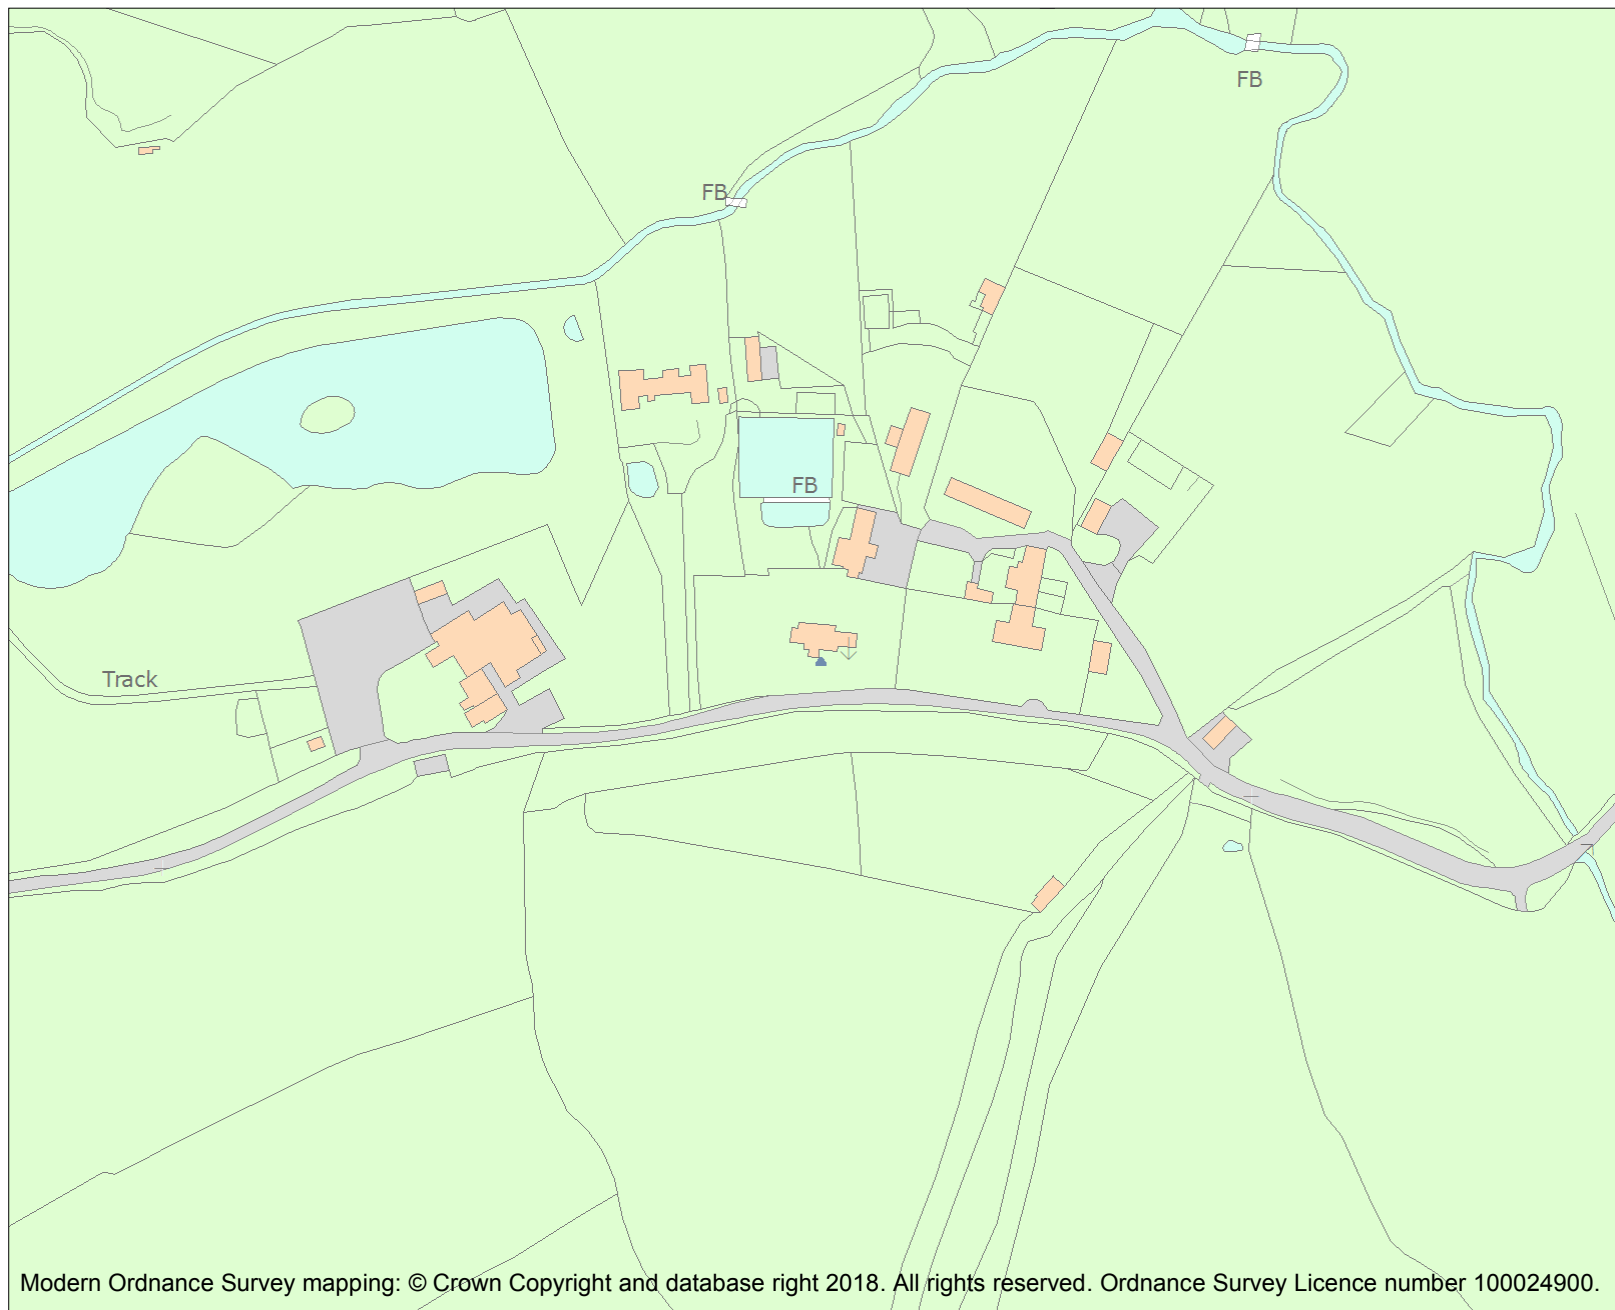 FB
FB
FB
Track
Modern Ordnance Survey mapping: © Crown Copyright and database right 2018. All rights reserved. Ordnance Survey Licence number 100024900.